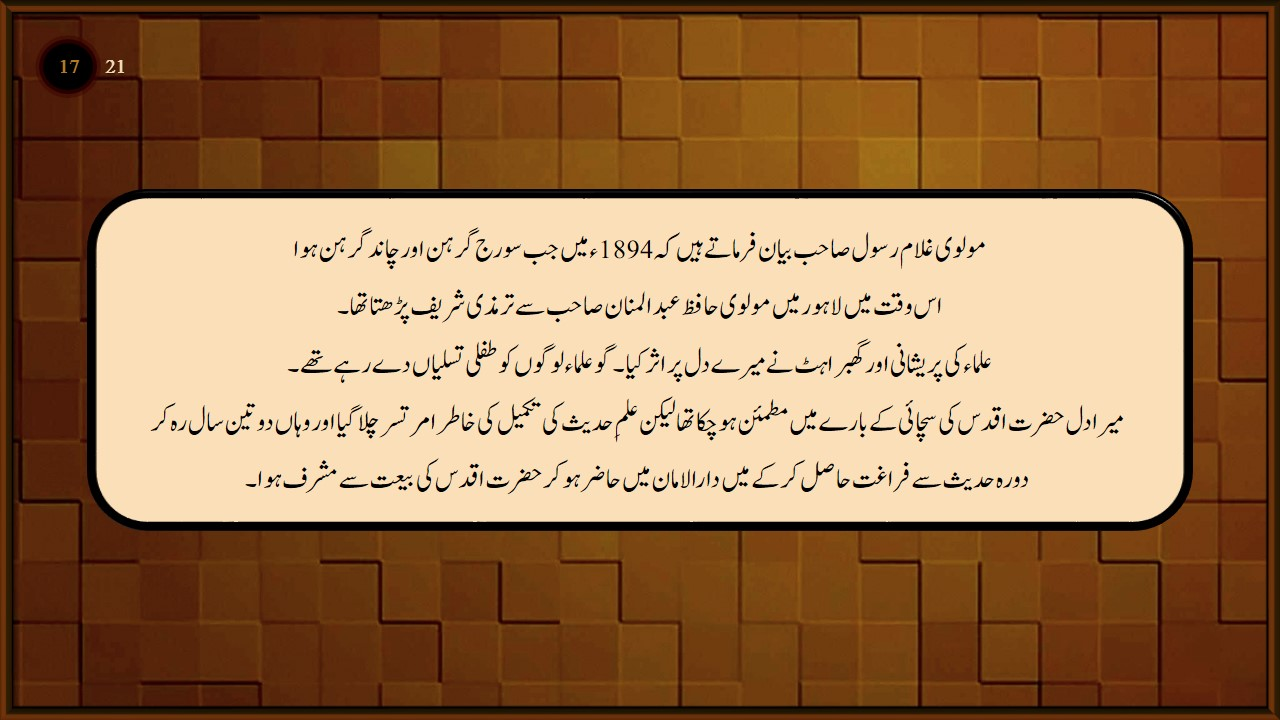 17 21
مولوی غلام رسول صاحب بیان فرماتے ہیں کہ 1894ء میں جب سورج گرہن اور چاند گرہن ہوا
اس وقت میں لاہور میں مولوی حافظ عبد المنان صاحب سے ترمذی شریف پڑھتا تھا۔
علماء کی پریشانی اور گھبراہٹ نے میرے دل پر اثر کیا۔ گو علماء لوگوں کو طفلی تسلیاں دے رہے تھے۔
میرا دل حضرت اقدس کی سچائی کے بارے میں مطمئن ہو چکا تھا لیکن علمِ حدیث کی تکمیل کی خاطر امرتسر چلا گیا اور وہاں دو تین سال رہ کر
دورہ حدیث سے فراغت حاصل کر کے میں دارالامان میں حاضر ہو کر حضرت اقدس کی بیعت سے مشرف ہوا۔